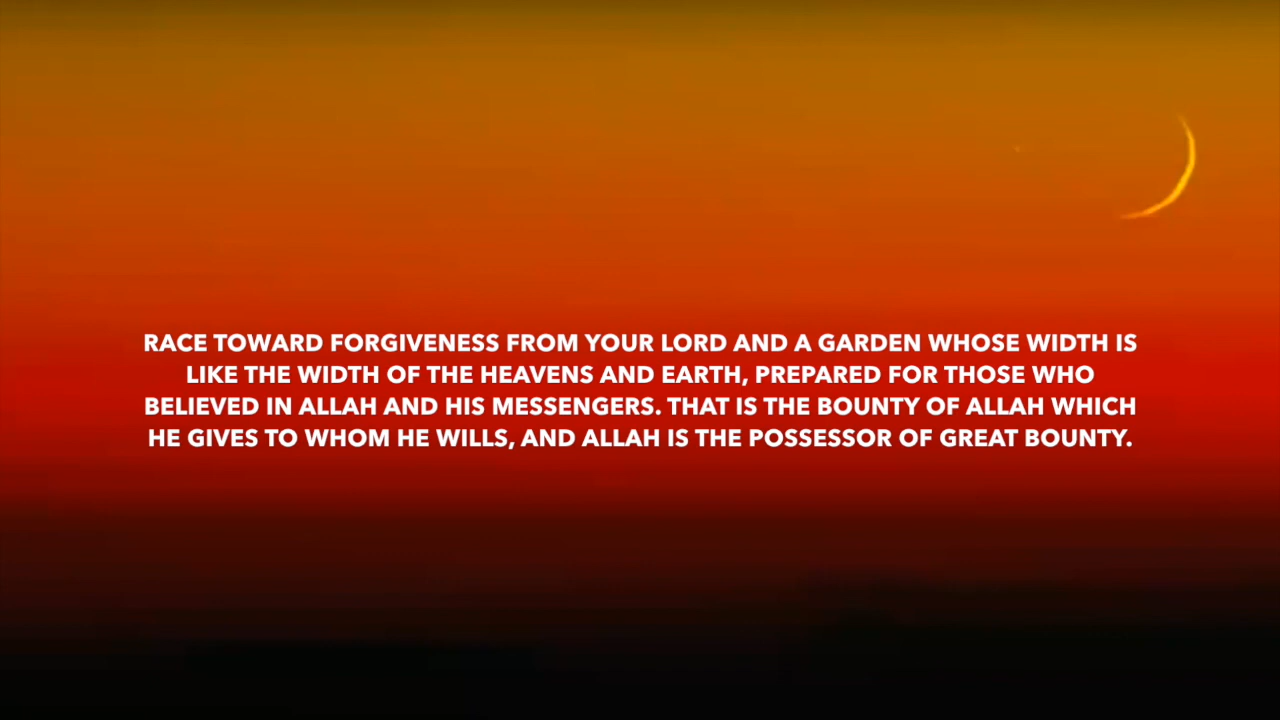 RACE TOWARD FORGIVENESS FROM YOUR LORD AND A GARDEN WHOSE WIDTH IS
LIKE THE WIDTH OF THE HEAVENS AND EARTH, PREPARED FOR THOSE WHO
BELIEVED IN ALLAH AND HIS MESSENGERS. THAT IS THE BOUNTY OF ALLAH WHICH
HE GIVES TO WHOM HE WILLS, AND ALLAH IS THE POSSESSOR OF GREAT BOUNTY.